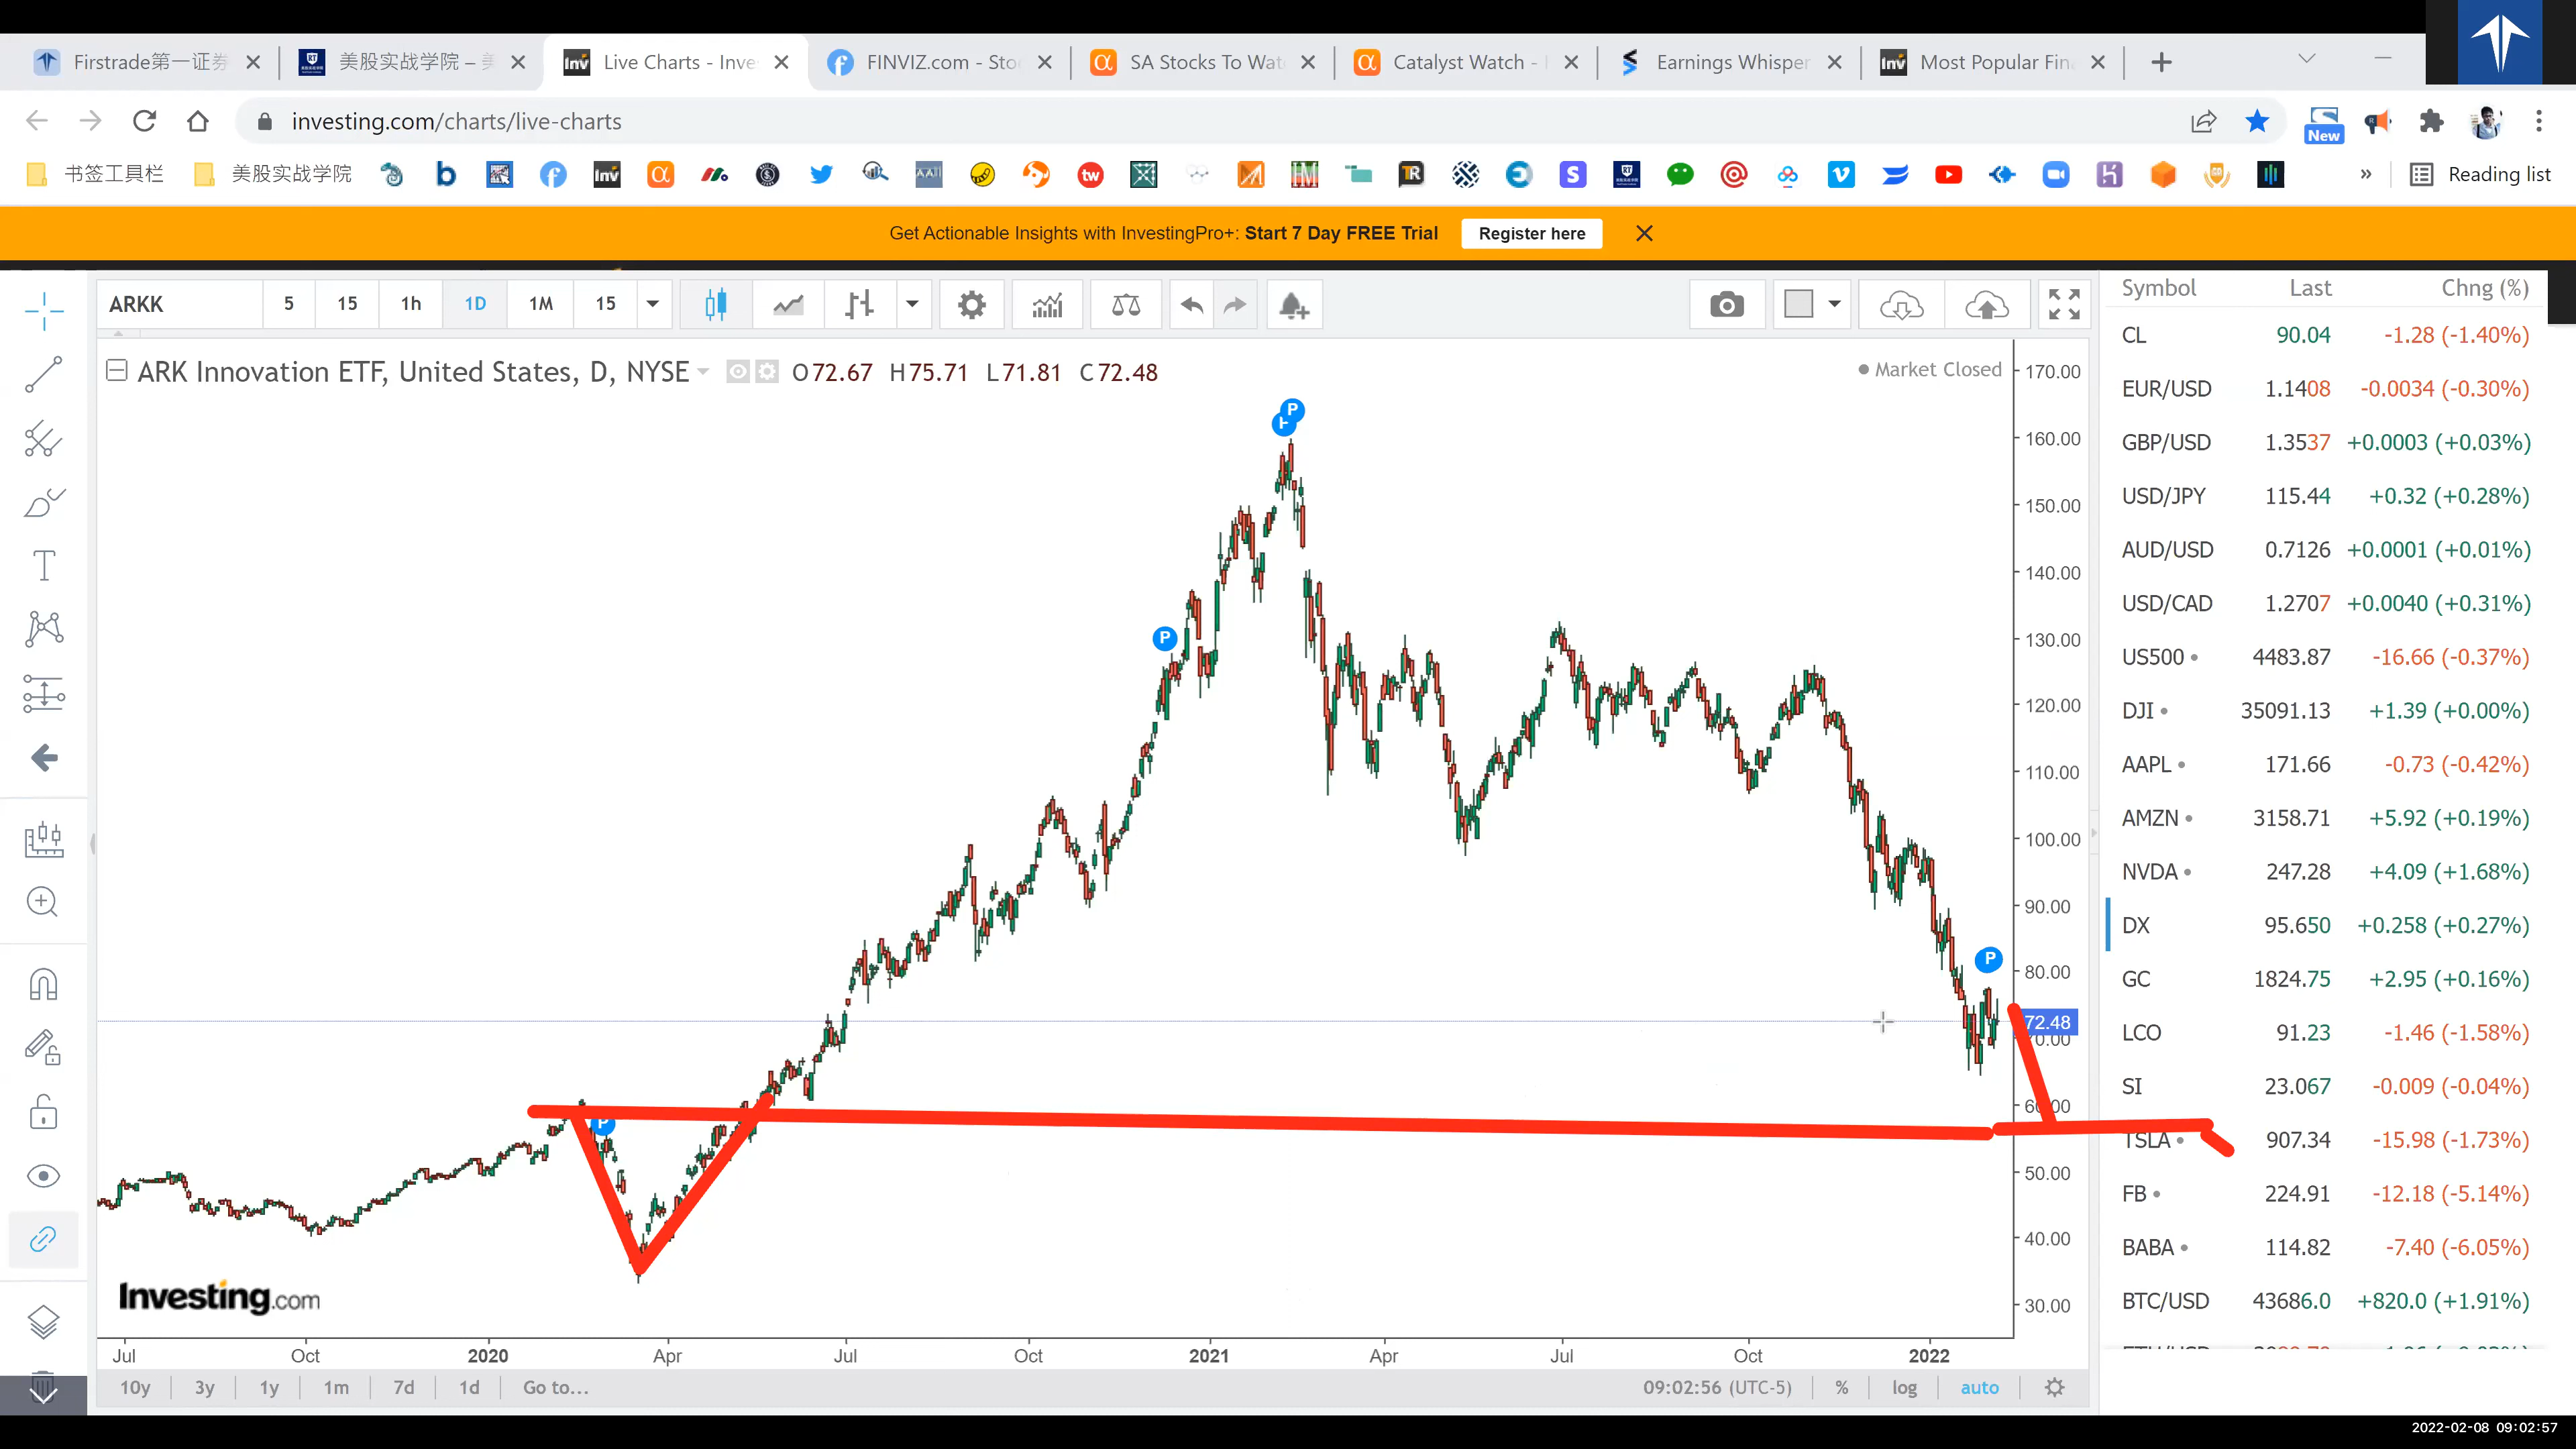 Firstrade第一证券
美股实战学院 – 美
Live Charts - Inve
FINVIZ.com - Sto
SA Stocks To Wat
Catalyst Watch -
Earnings Whisper
Most Popular Fin
investing.com/charts/live-charts
New
书签工具栏
美股实战学院
Reading list
Get Actionable Insights with InvestingPro+: Start 7 Day FREE Trial
Register here
ARKK 5 15 1h 1D 1M 15
ARK Innovation ETF, United States, D, NYSE O72.67 H75.71 L71.81 C72.48
Market Closed
170.00
160.00
150.00
140.00
130.00
120.00
110.00
100.00
90.00
80.00
72.48
70.00
60.00
50.00
40.00
30.00
P
P
P
P
P
Investing.com
Jul Oct 2020 Apr Jul Oct 2021 Apr Jul Oct 2022
10y 3y 1y 1m 7d 1d Go to... 09:02:56 (UTC-5) % log auto
Symbol Last Chng (%)
CL 90.04 -1.28 (-1.40%)
EUR/USD 1.1408 -0.0034 (-0.30%)
GBP/USD 1.3537 +0.0003 (+0.03%)
USD/JPY 115.44 +0.32 (+0.28%)
AUD/USD 0.7126 +0.0001 (+0.01%)
USD/CAD 1.2707 +0.0040 (+0.31%)
US500 4483.87 -16.66 (-0.37%)
DJI 35091.13 +1.39 (+0.00%)
AAPL 171.66 -0.73 (-0.42%)
AMZN 3158.71 +5.92 (+0.19%)
NVDA 247.28 +4.09 (+1.68%)
DX 95.650 +0.258 (+0.27%)
GC 1824.75 +2.95 (+0.16%)
LCO 91.23 -1.46 (-1.58%)
SI 23.067 -0.009 (-0.04%)
TSLA 907.34 -15.98 (-1.73%)
FB 224.91 -12.18 (-5.14%)
BABA 114.82 -7.40 (-6.05%)
BTC/USD 43686.0 +820.0 (+1.91%)
2022-02-08 09:02:57